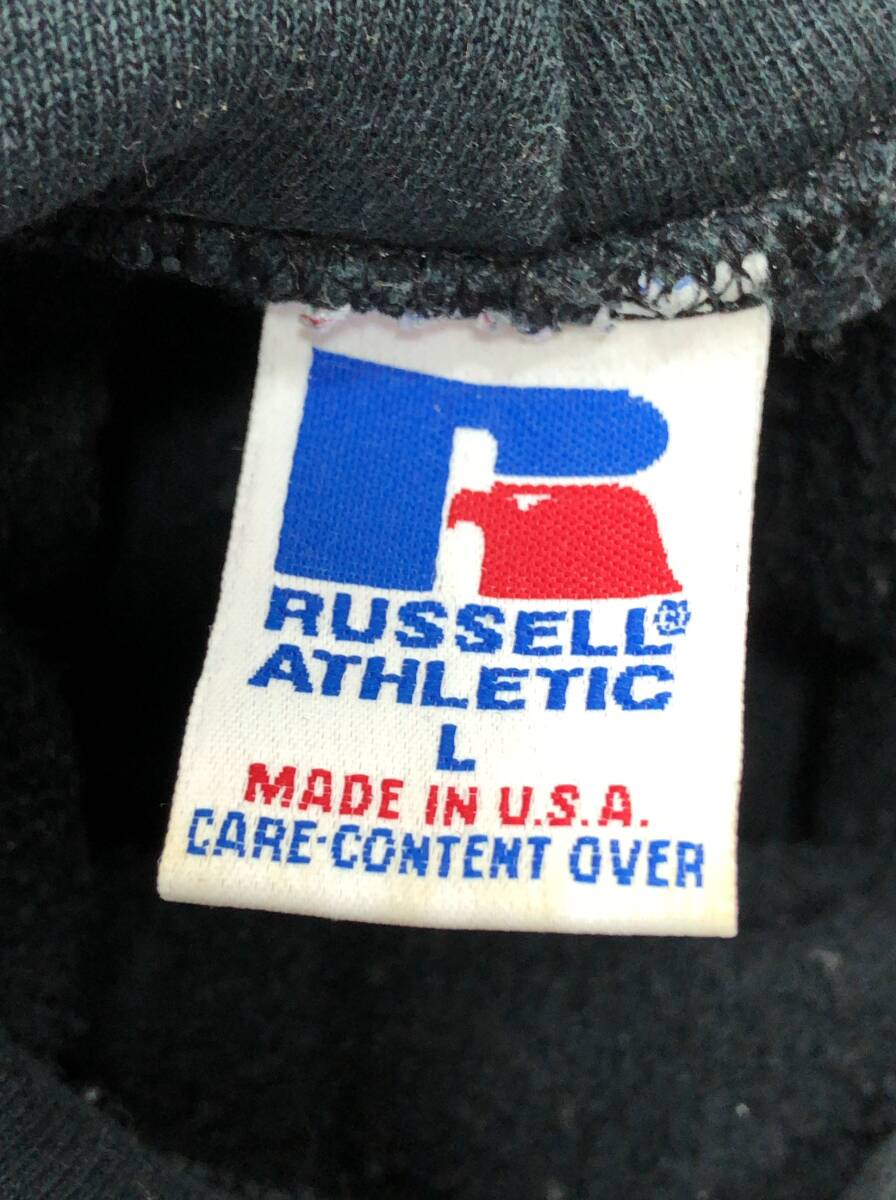 RUSSELL®
ATHLETIC
L
MADE IN U.S.A.
CARE-CONTENT OVER